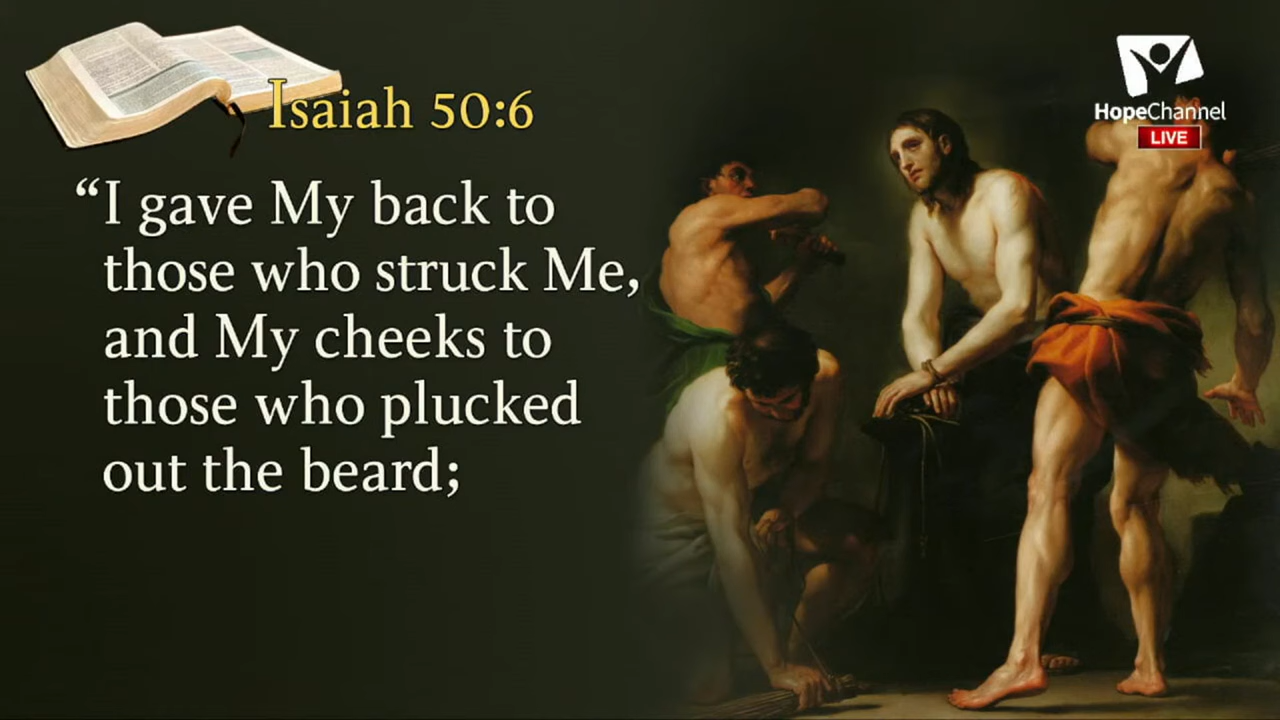 Isaiah 50:6
“I gave My back to
those who struck Me,
and My cheeks to
those who plucked
out the beard;
HopeChannel
LIVE